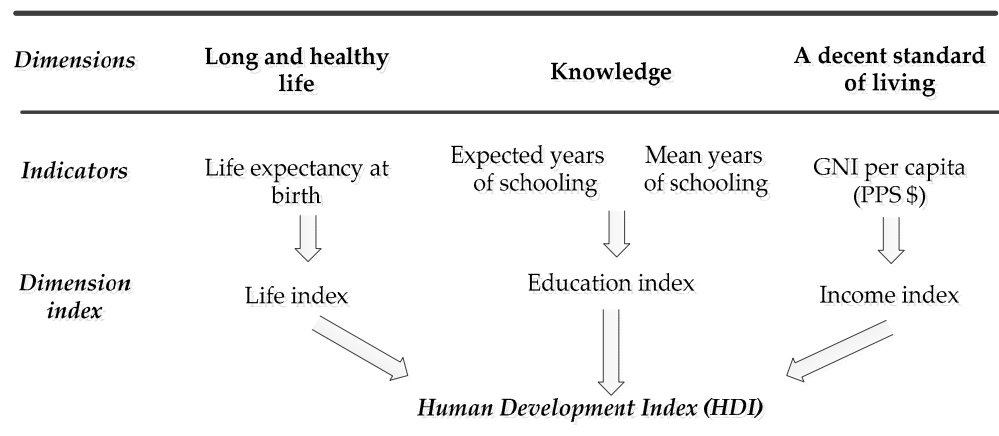 Dimensions
Long and healthy
life
Knowledge
A decent standard
of living
Indicators
Life expectancy at
birth
Expected years
of schooling
Mean years
of schooling
GNI per capita
(PPS $)
Dimension
index
Life index
Education index
Income index
Human Development Index (HDI)